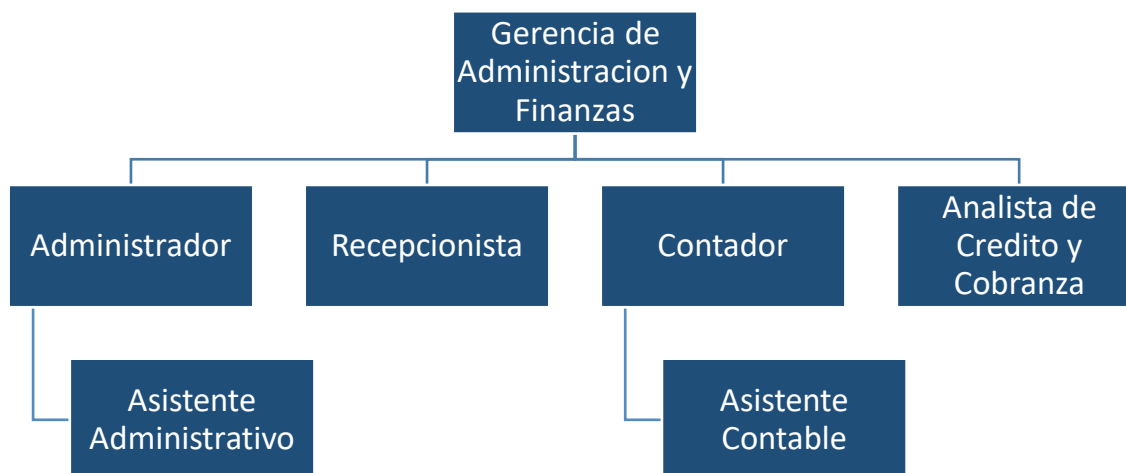 Gerencia de
Administracion y
Finanzas
Administrador
Recepcionista
Contador
Analista de
Credito y
Cobranza
Asistente
Administrativo
Asistente
Contable